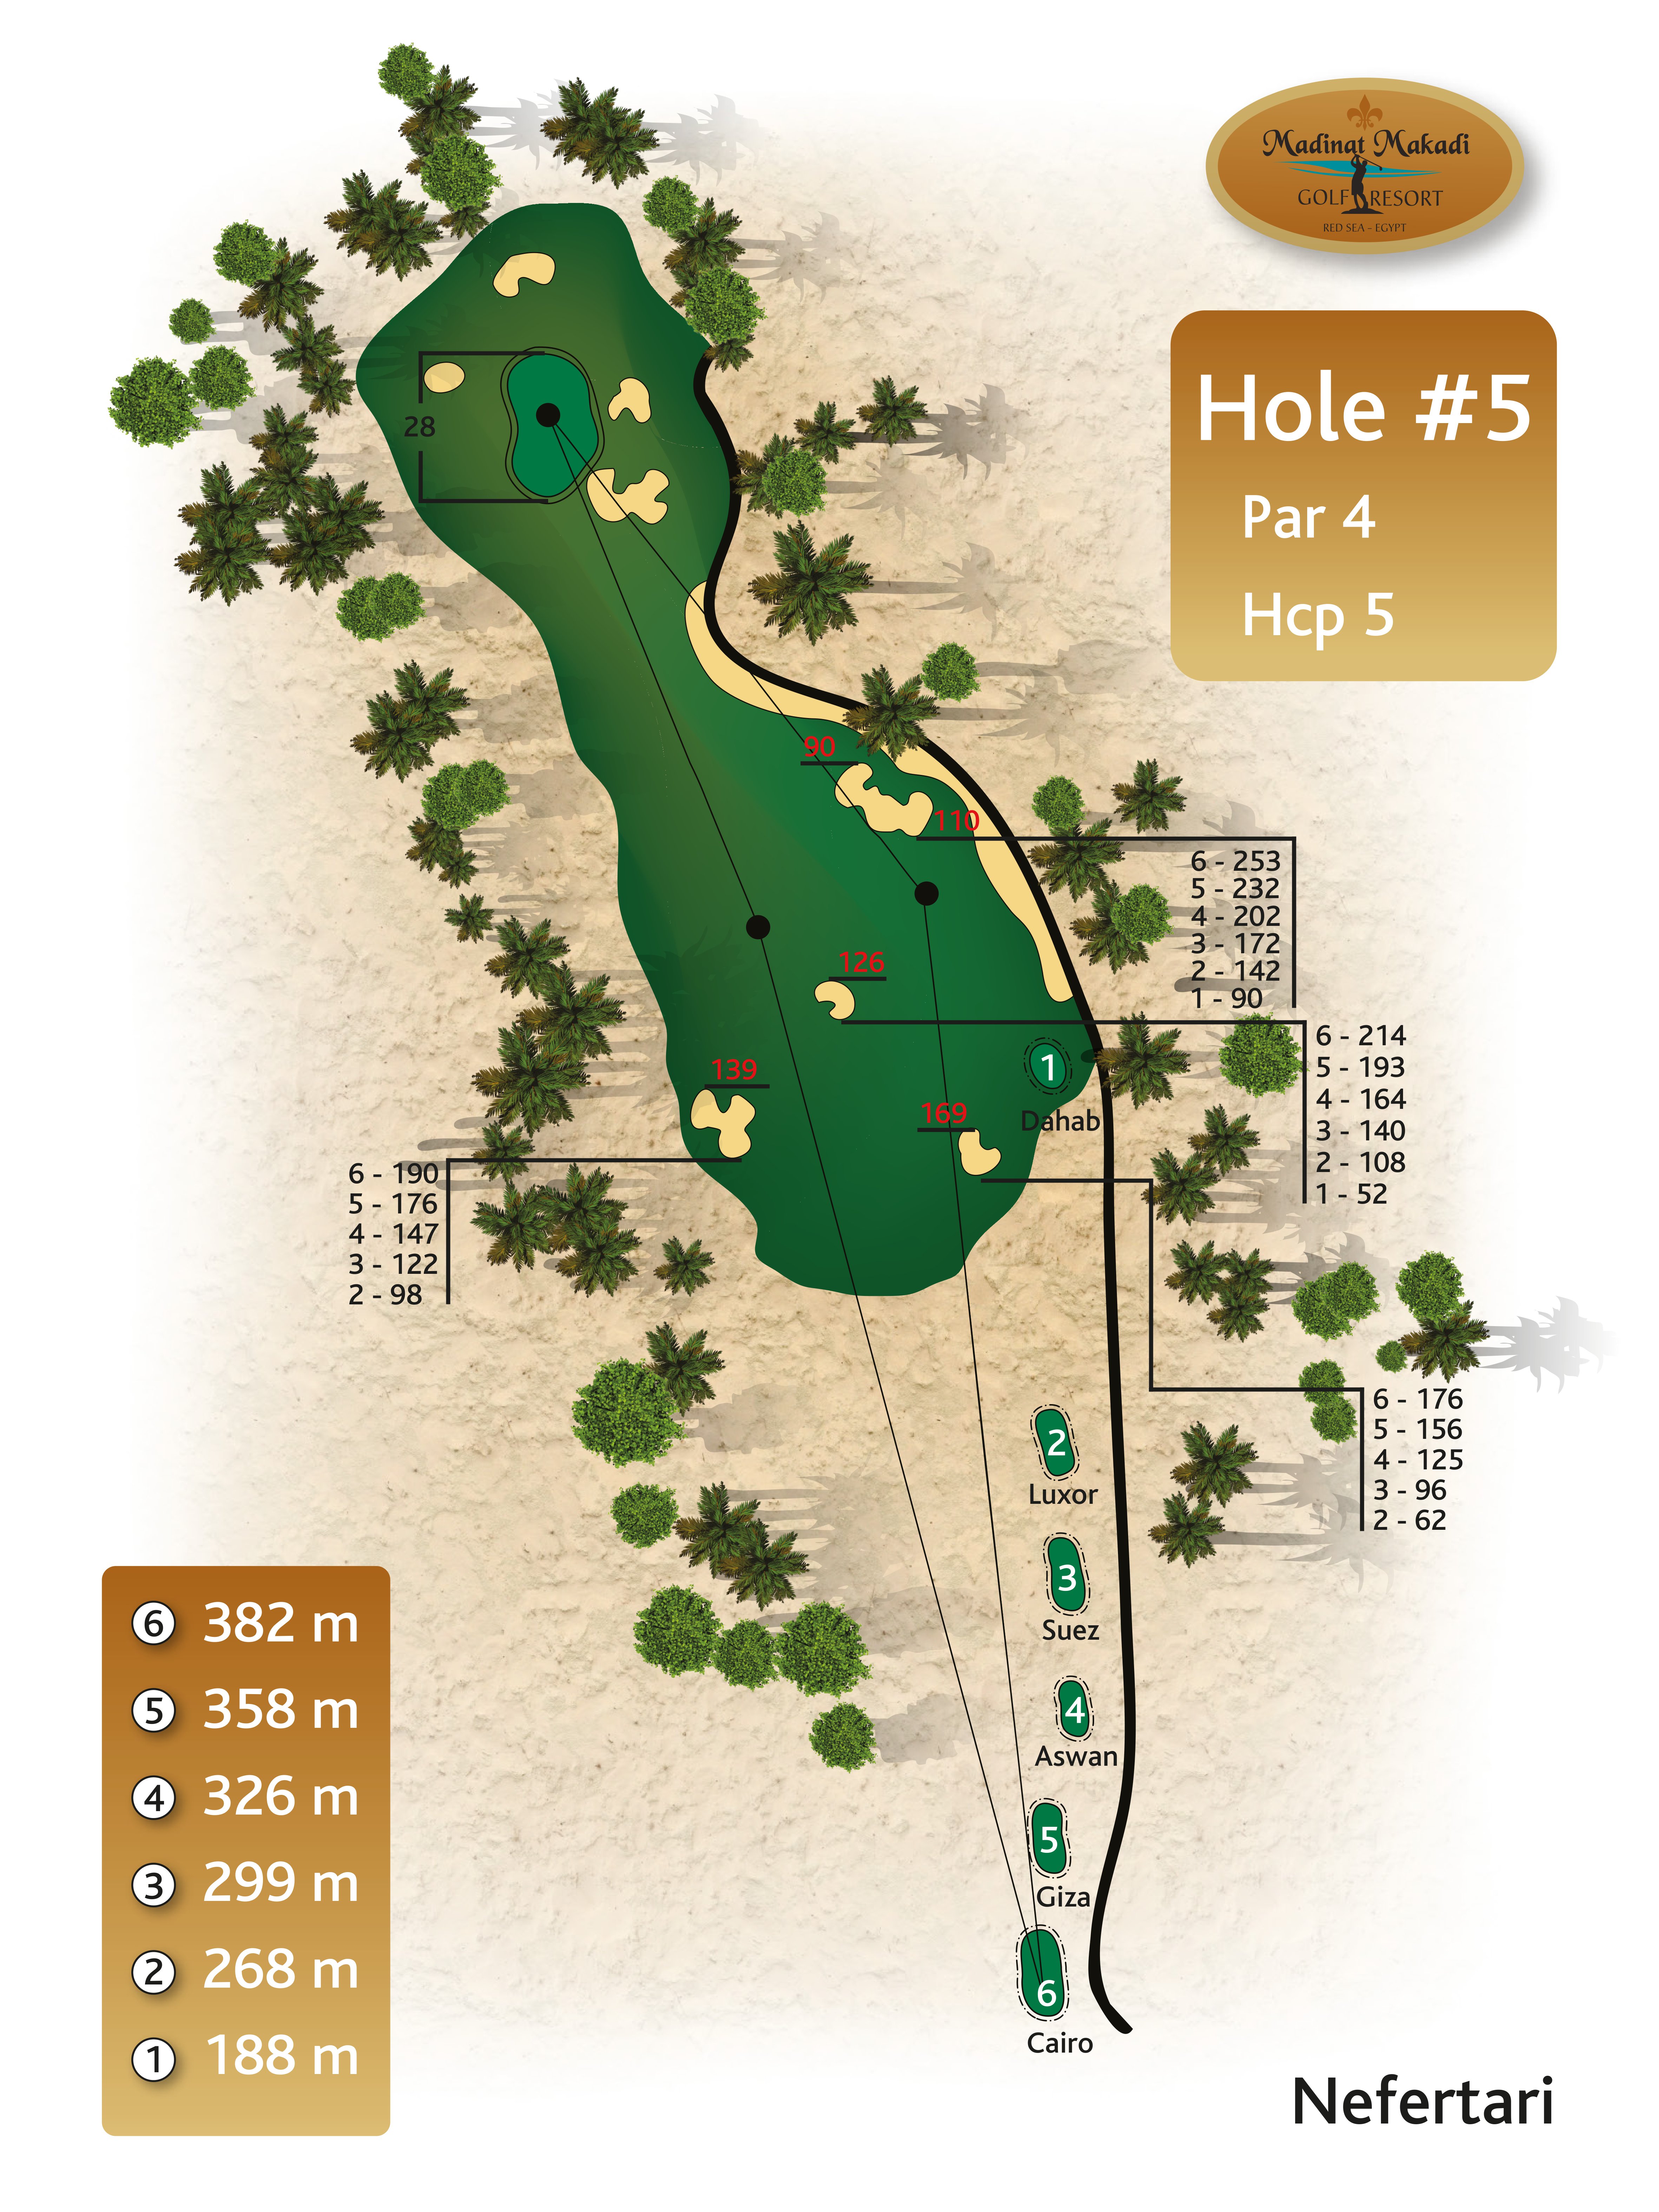 Madinat Makadi
GOLF RESORT
RED SEA – EGYPT
Hole #5
Par 4
Hcp 5
28
90
110
6 - 253
5 - 232
4 - 202
3 - 172
2 - 142
1 - 90
126
6 - 214
5 - 193
4 - 164
3 - 140
2 - 108
1 - 52
1
Dahab
139
169
6 - 190
5 - 176
4 - 147
3 - 122
2 - 98
6 - 176
5 - 156
4 - 125
3 - 96
2 - 62
2
Luxor
3
Suez
4
Aswan
5
Giza
6
Cairo
6 382 m
5 358 m
4 326 m
3 299 m
2 268 m
1 188 m
Nefertari